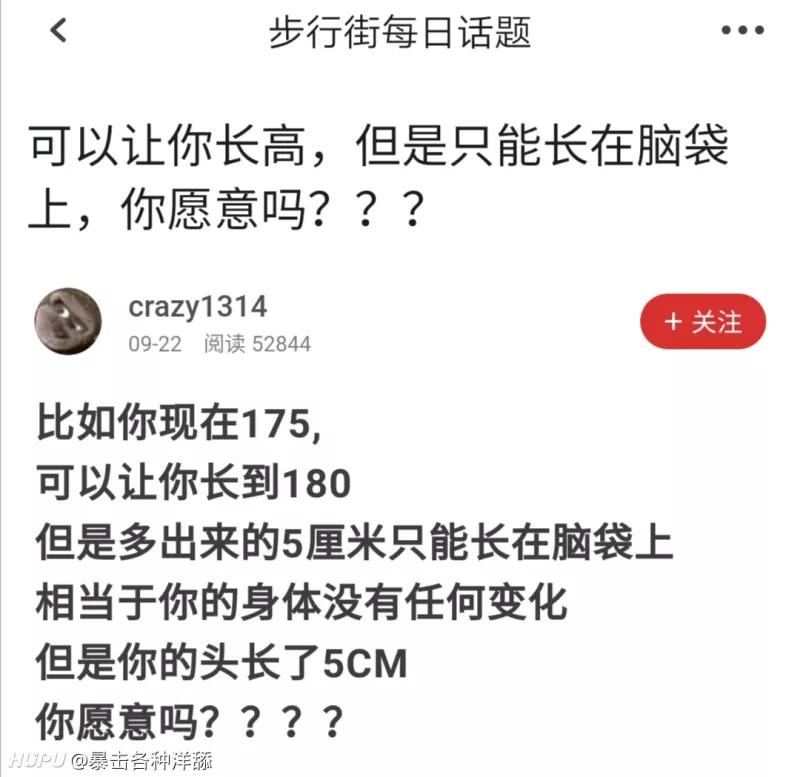 步行街每日话题
可以让你长高，但是只能长在脑袋
上，你愿意吗？？？
crazy1314
09-22 阅读 52844
+ 关注
比如你现在175,
可以让你长到180
但是多出来的5厘米只能长在脑袋上
相当于你的身体没有任何变化
但是你的头长了5CM
你愿意吗？？？？
HUPU @暴击各种洋舔